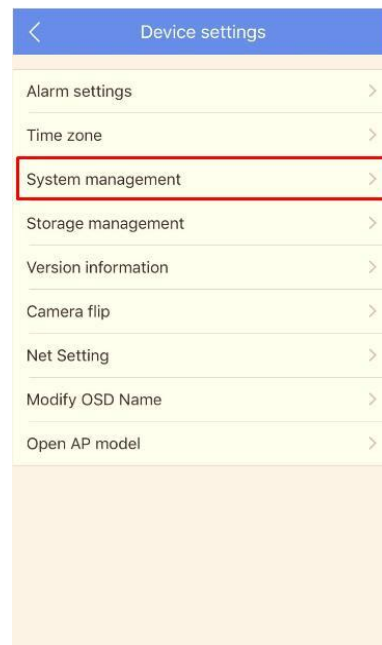 Device settings
Alarm settings
Time zone
System management
Storage management
Version information
Camera flip
Net Setting
Modify OSD Name
Open AP model